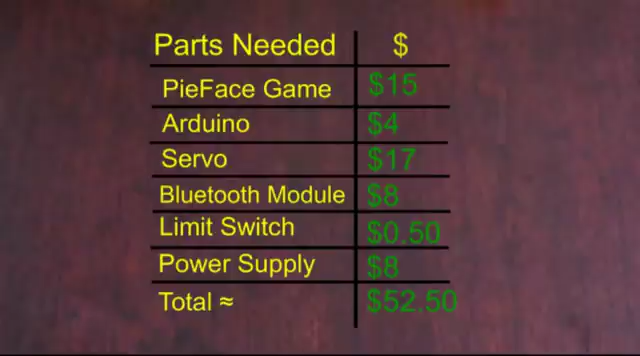 Parts Needed $
PieFace Game $15
Arduino $4
Servo $17
Bluetooth Module $8
Limit Switch $0.50
Power Supply $8
Total ≈ $52.50